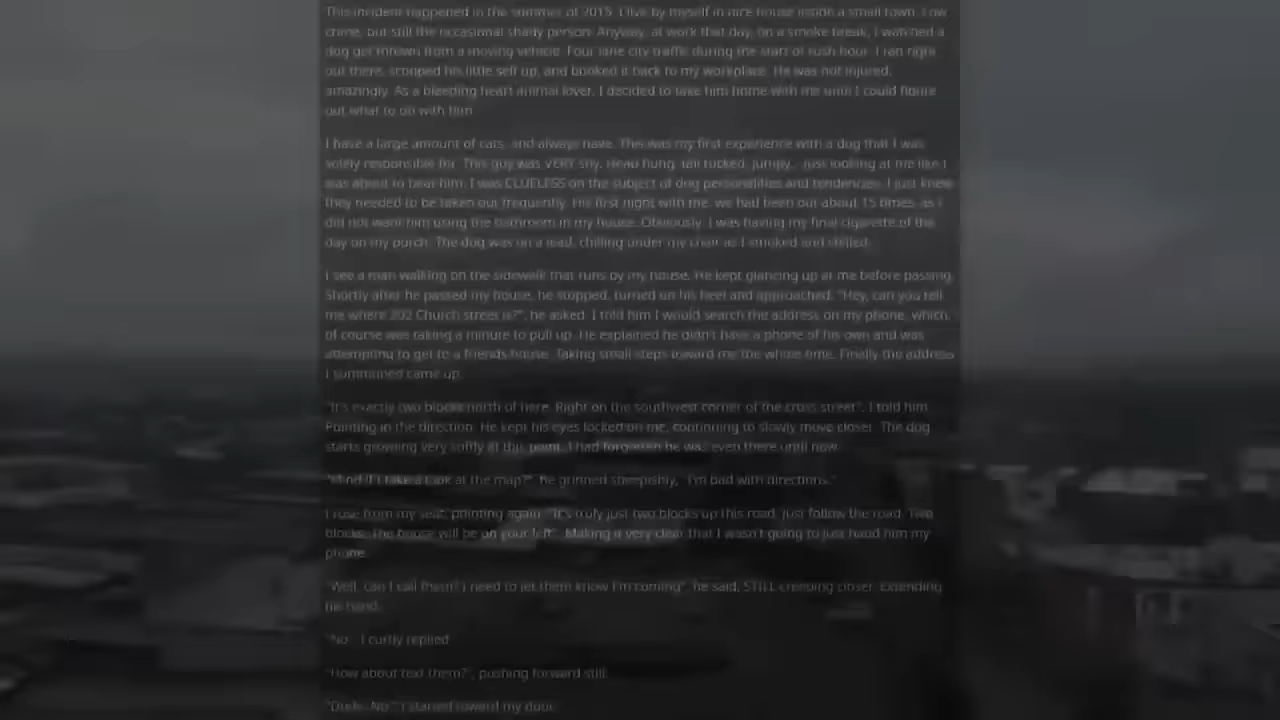 This incident happened in the summer of 2015. I live by myself in nice house inside a small town. Low
crime, but still the occasional shady person. Anyway, at work that day, on a smoke break, I watched a
dog get thrown from a moving vehicle. Four lane city traffic during the start of rush hour. I ran right
out there, scooped his little self up, and booked it back to my workplace. He was not injured,
amazingly. As a bleeding heart animal lover, I decided to take him home with me until I could figure
out what to do with him.
I have a large amount of cats, and always have. This was my first experience with a dog that I was
solely responsible for. This guy was VERY shy. Head hung, tail tucked, jumpy.. Just looking at me like I
was about to beat him. I was CLUELESS on the subject of dog personalities and tendencies. I just knew
they needed to be taken out frequently. His first night with me, we had been out about 15 times, as I
did not want him using the bathroom in my house. Obviously. I was having my final cigarette of the
day on my porch. The dog was on a lead, chilling under my chair as I smoked and chilled.
I see a man walking on the sidewalk that runs by my house. He kept glancing up at me before passing.
Shortly after he passed my house, he stopped, turned on his heel and approached. "Hey, can you tell
me where 202 Church street is?", he asked. I told him I would search the address on my phone, which,
of course was taking a minute to pull up. He explained he didn't have a phone of his own and was
attempting to get to a friends house. Taking small steps toward me the whole time. Finally the address
I summoned came up.
"It's exactly two blocks north of here. Right on the southwest corner of the cross street", I told him.
Pointing in the direction. He kept his eyes locked on me, continuing to slowly move closer. The dog
starts growling very softly at this point. I had forgotten he was even there until now.
"Mind if I take a look at the map?", he grinned sheepishly, "I'm bad with directions."
I rose from my seat, pointing again. "It's truly just two blocks up this road. Just follow the road. Two
blocks. The house will be on your left". Making it very clear that I wasn't going to just hand him my
phone.
"Well, can I call them? I need to let them know I'm coming", he said, STILL creeping closer. Extending
his hand.
"No". I curtly replied.
"How about text them?", pushing forward still.
"Dude. No." I started toward my door.